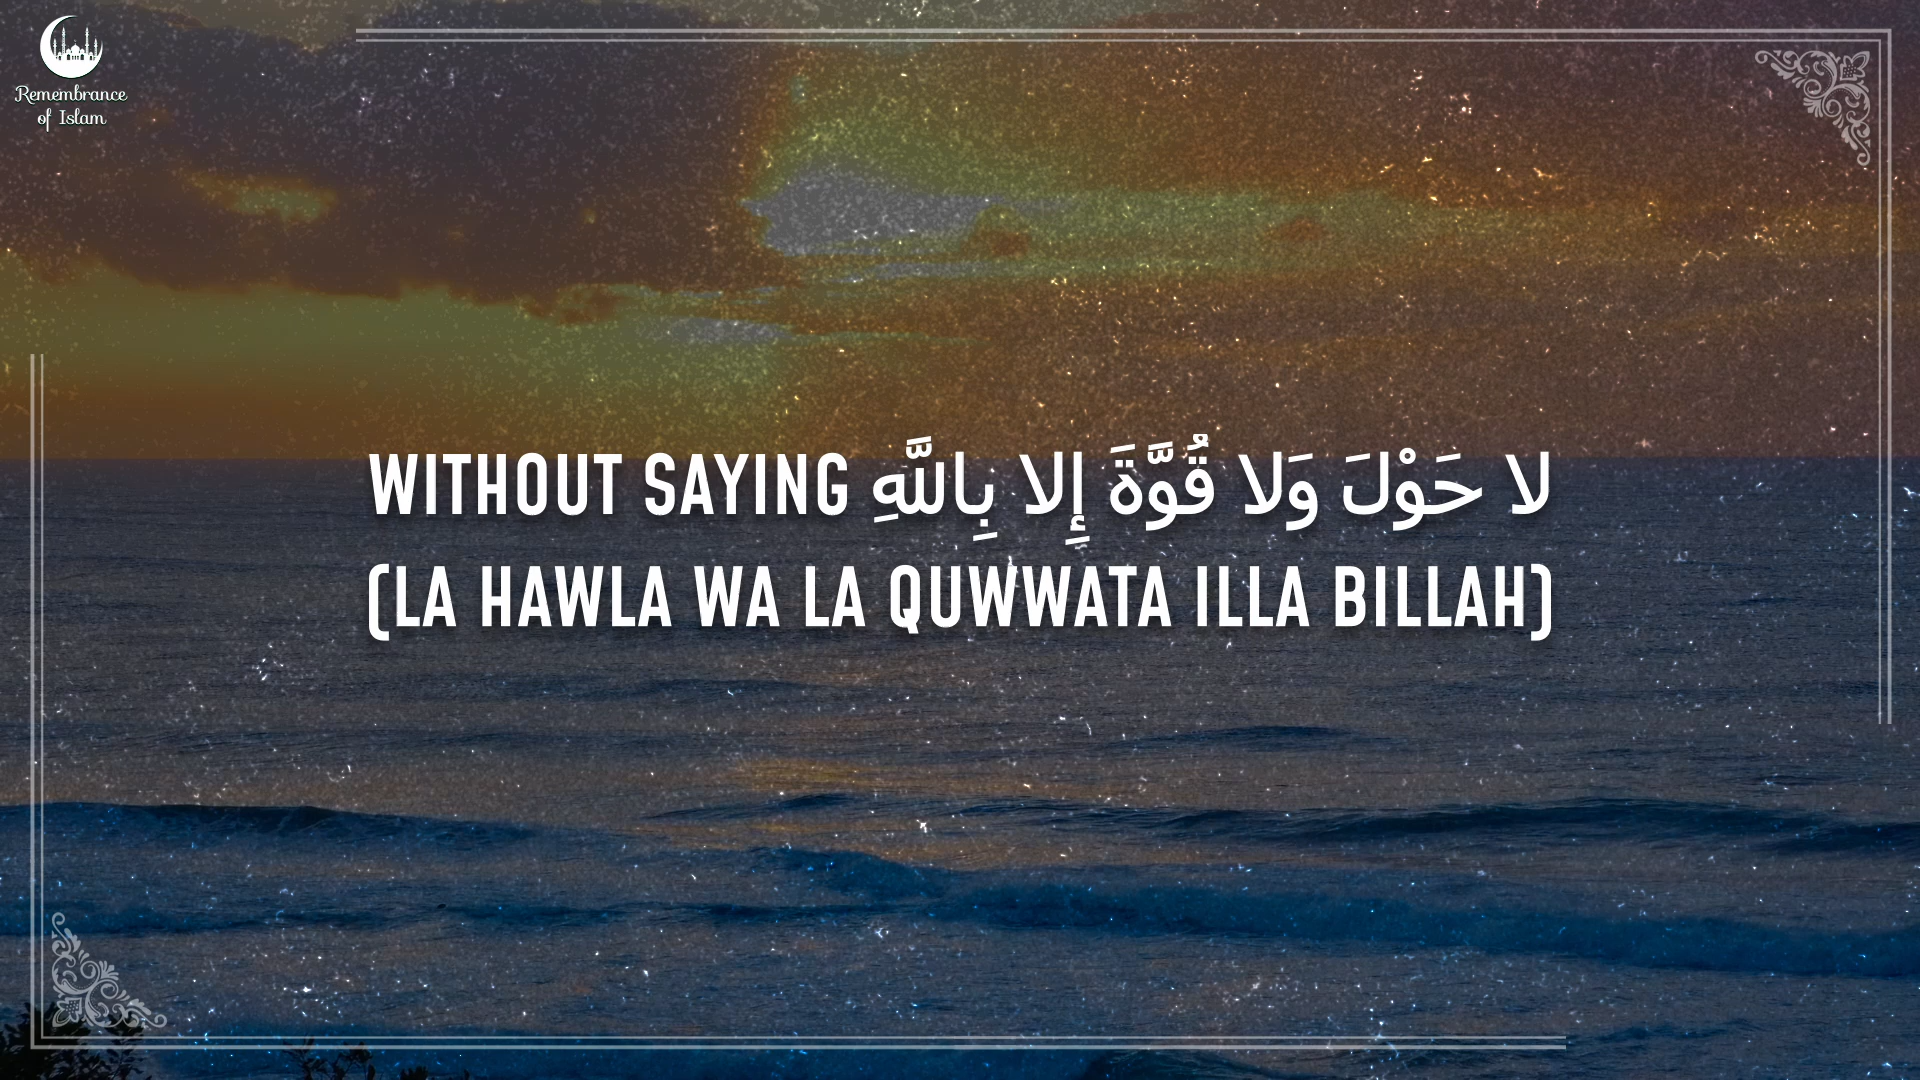 Remembrance
of Islam
WITHOUT SAYING لا حَوْلَ وَلا قُوَّةَ إِلا بِاللَّهِ
(LA HAWLA WA LA QUWWATA ILLA BILLAH)